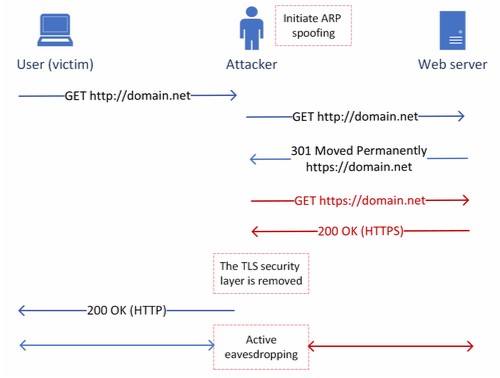 Initiate ARP
spoofing
User (victim)
Attacker
Web server
GET http://domain.net
GET http://domain.net
301 Moved Permanently
https://domain.net
GET https://domain.net
200 OK (HTTPS)
The TLS security
layer is removed
200 OK (HTTP)
Active
eavesdropping